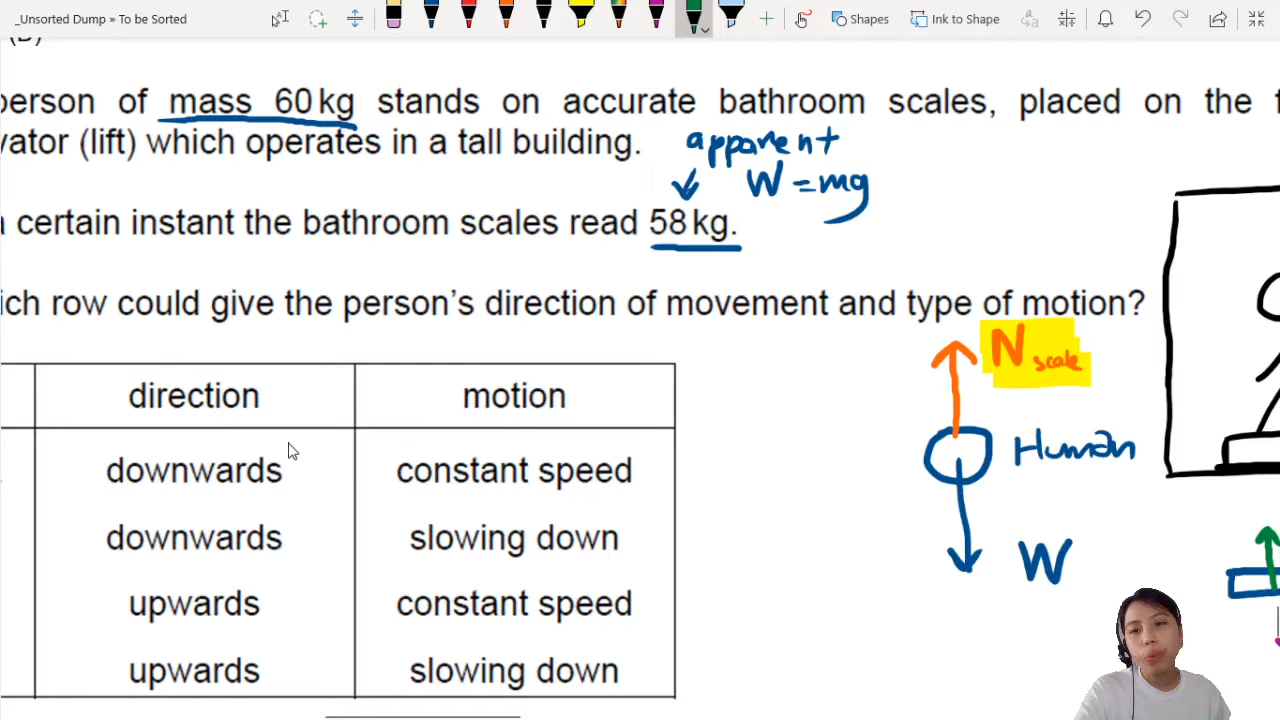 _Unsorted Dump » To be Sorted
Shapes
Ink to Shape
(D)
person of mass 60 kg stands on accurate bathroom scales, placed on the f
vator (lift) which operates in a tall building.
apparent
W = mg
a certain instant the bathroom scales read 58 kg.
ich row could give the person's direction of movement and type of motion?
N scale
direction motion
downwards constant speed
Human
downwards slowing down
W
upwards constant speed
upwards slowing down